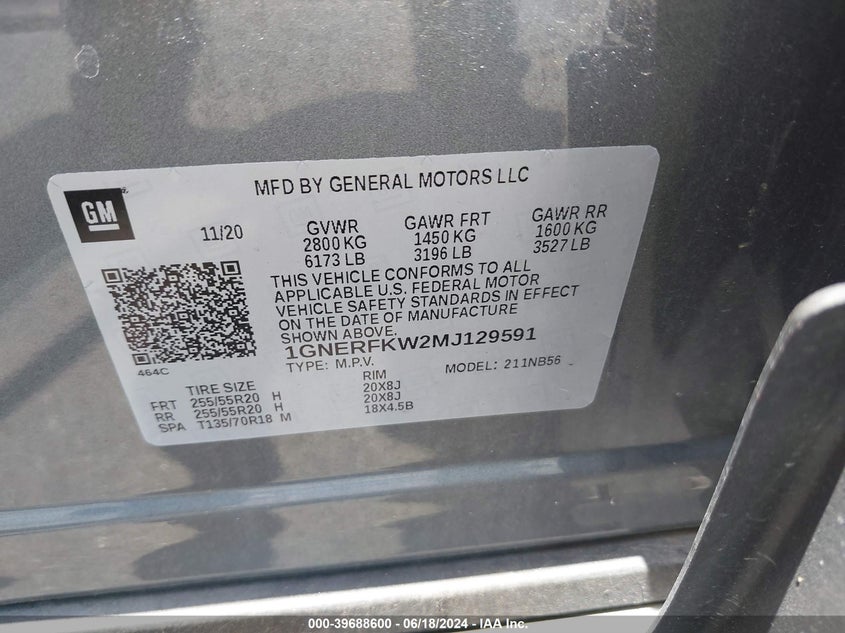 MFD BY GENERAL MOTORS LLC
GM
11/20
GVWR GAWR FRT GAWR RR
2800 KG 1450 KG 1600 KG
6173 LB 3196 LB 3527 LB
THIS VEHICLE CONFORMS TO ALL
APPLICABLE U.S. FEDERAL MOTOR
VEHICLE SAFETY STANDARDS IN EFFECT
ON THE DATE OF MANUFACTURE
SHOWN ABOVE.
1GNERFKW2MJ129591
TYPE: M.P.V. MODEL: 211NB56
464C
TIRE SIZE RIM
FRT 255/55R20 H 20X8J
RR 255/55R20 H 20X8J
SPA T135/70R18 M 18X4.5B
000-39688600 - 06/18/2024 - IAA Inc.